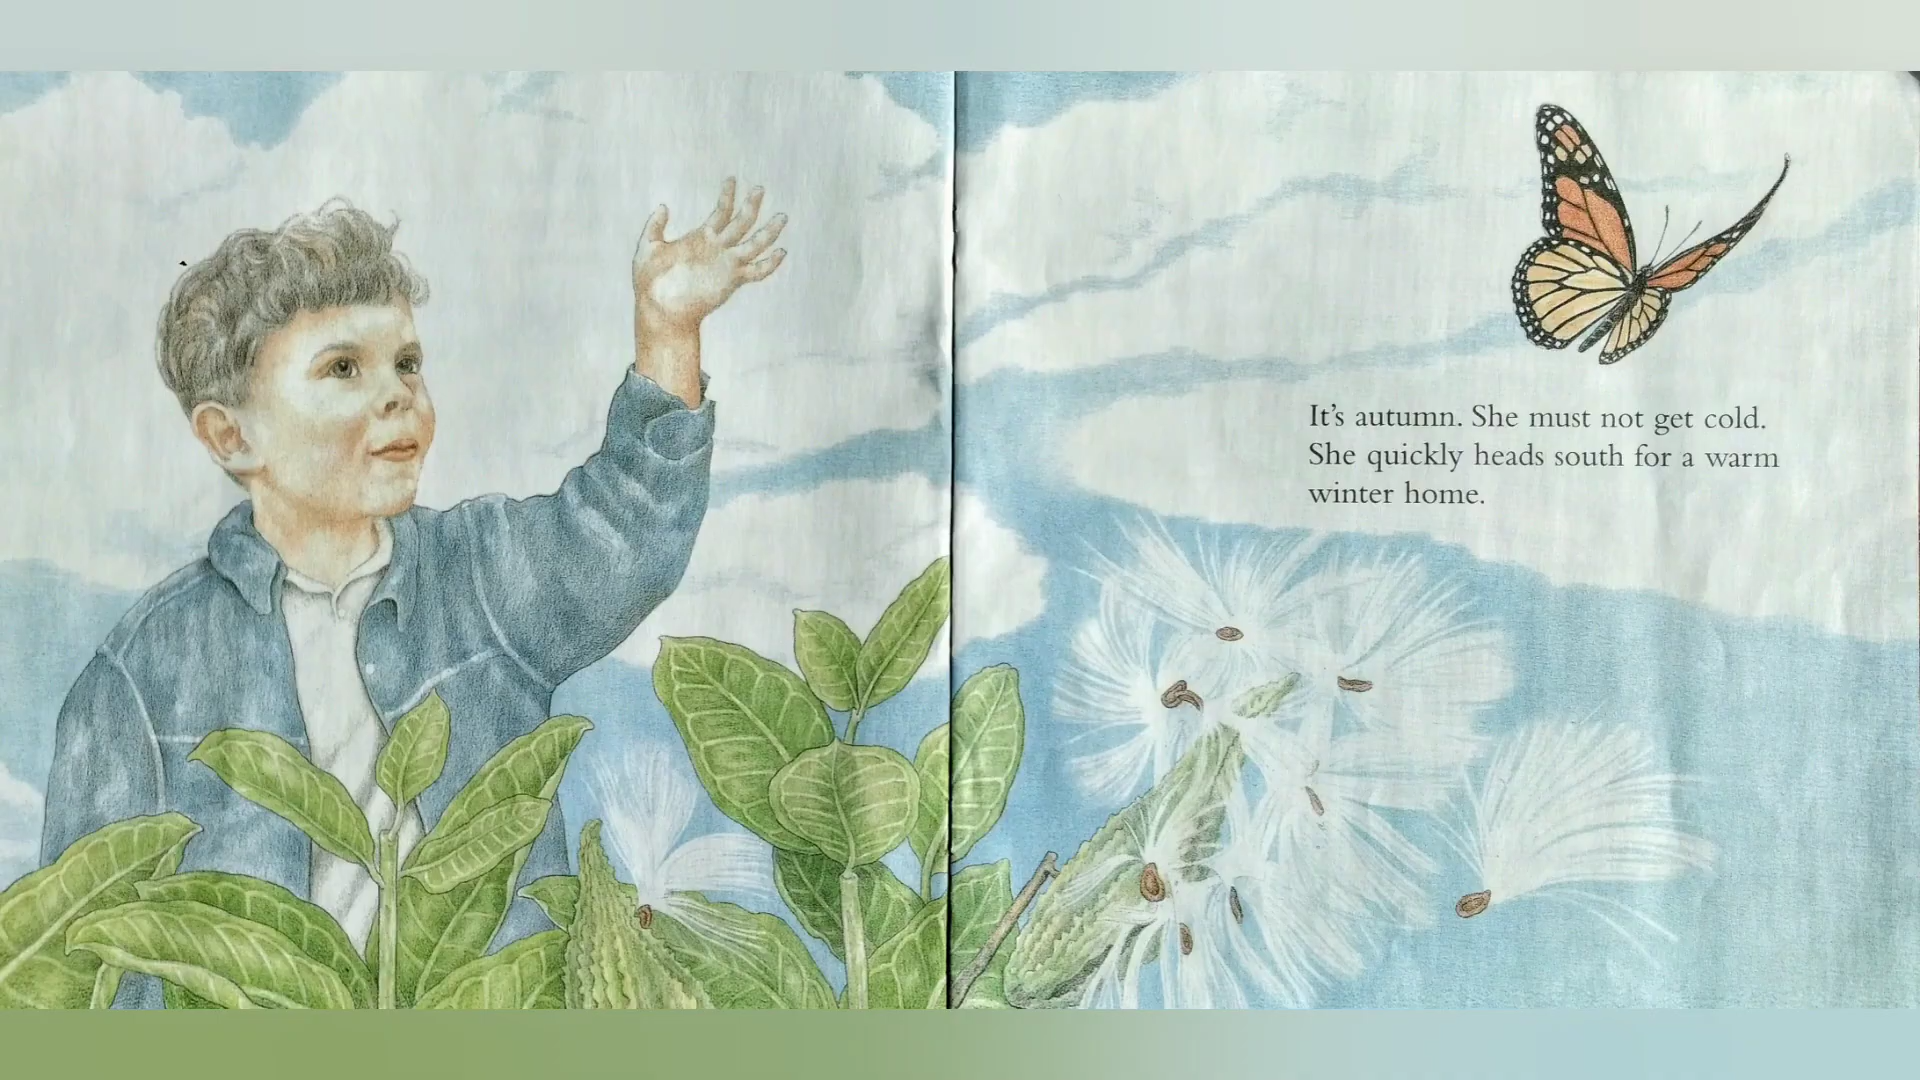 It’s autumn. She must not get cold.
She quickly heads south for a warm
winter home.